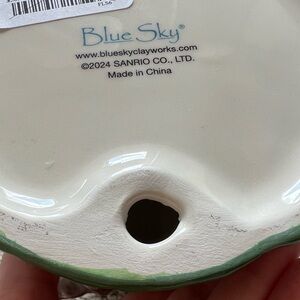 Blue Sky®
www.blueskyclayworks.com
©2024 SANRIO CO., LTD.
Made in China